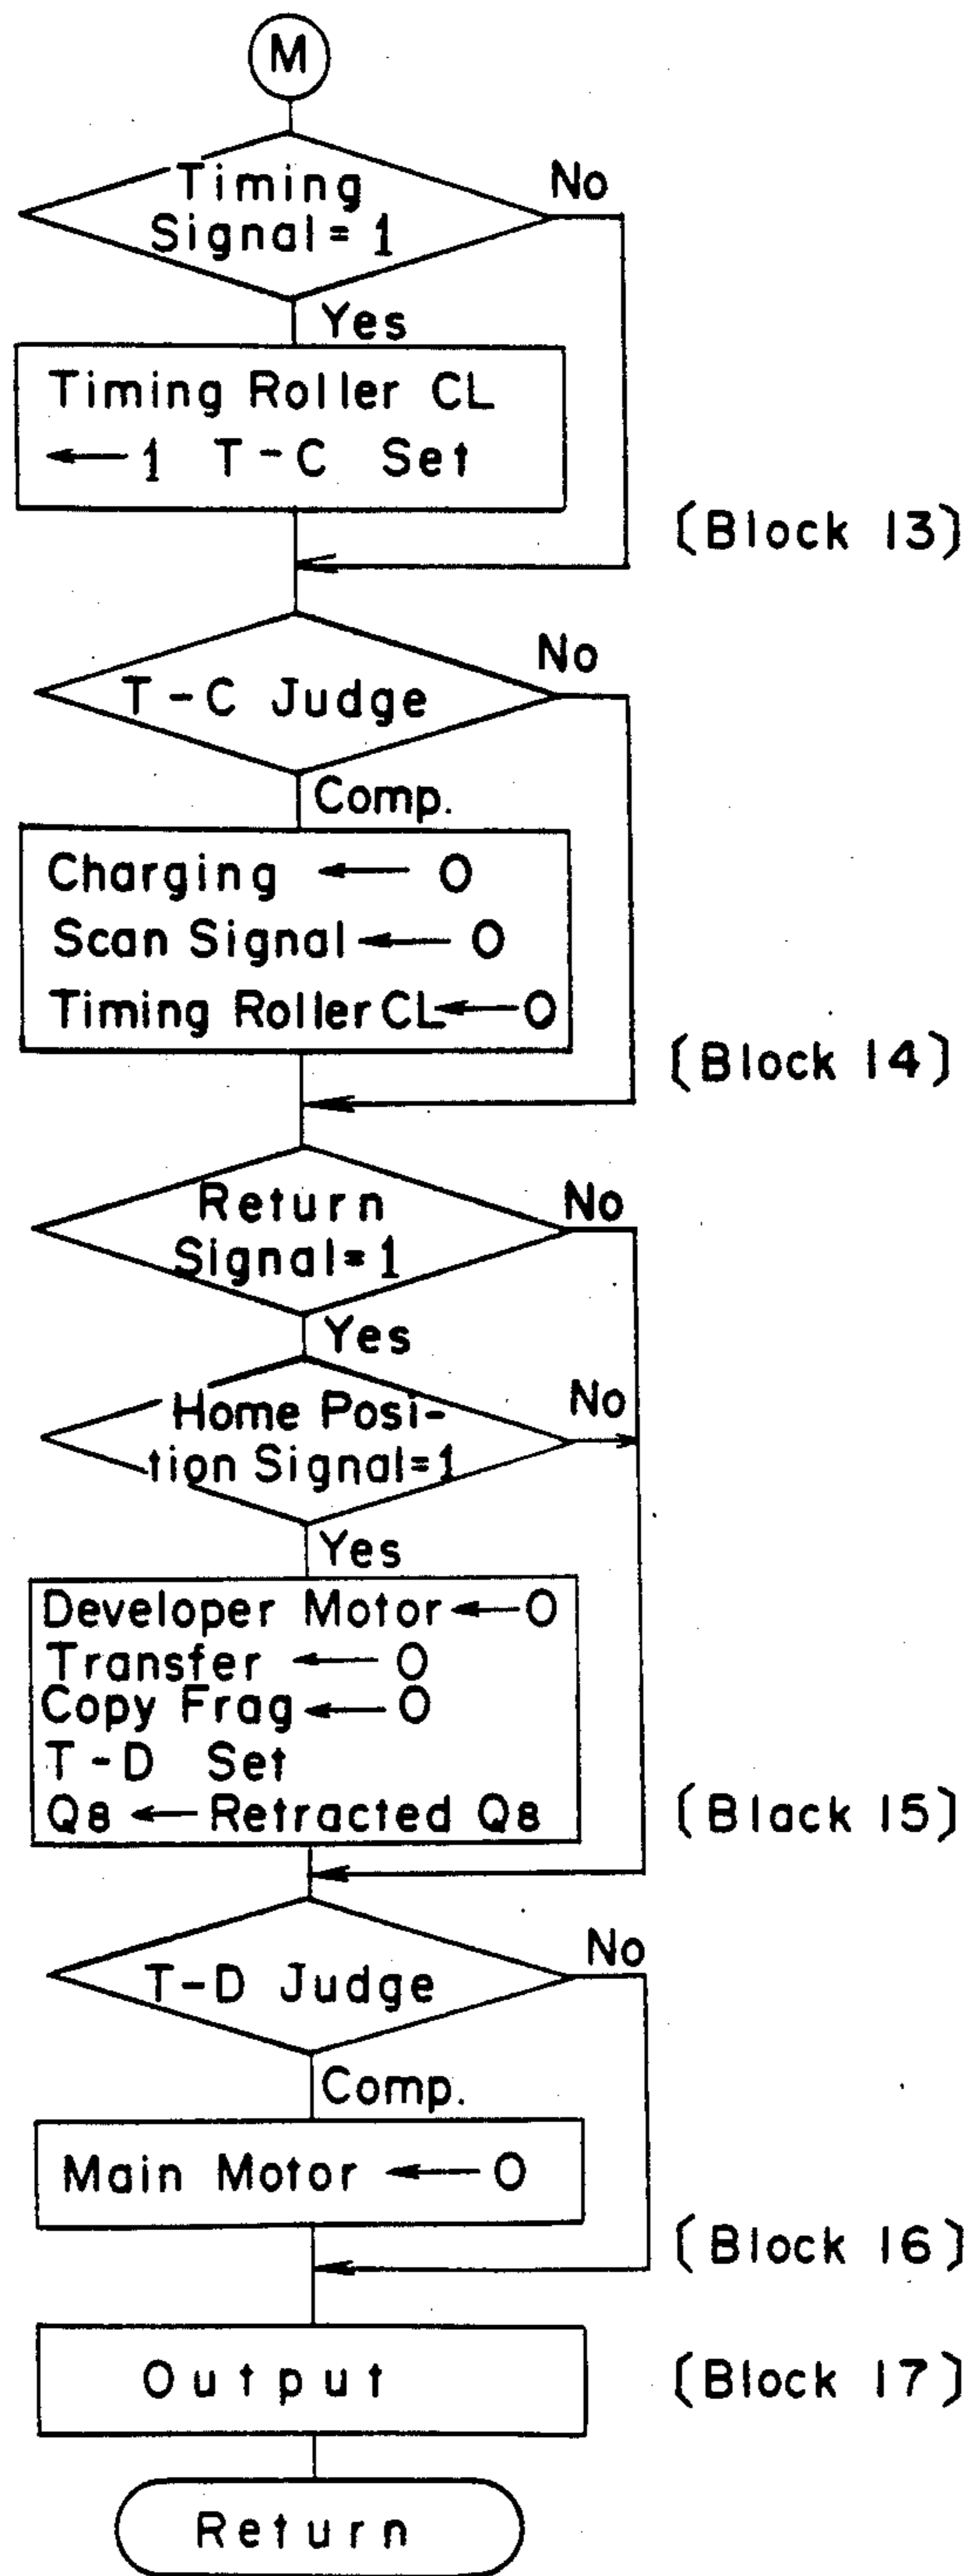 M
Timing
Signal = 1
No
Yes
Timing Roller CL
← 1 T-C Set
(Block 13)
T-C Judge
No
Comp.
Charging ← 0
Scan Signal ← 0
Timing Roller CL ← 0
(Block 14)
Return
Signal = 1
No
Yes
Home Posi-
tion Signal=1
No
Yes
Developer Motor ← 0
Transfer ← 0
Copy Frag ← 0
T-D Set
Q8 ← Retracted Q8
(Black 15)
T-D Judge
No
Comp.
Main Motor ← 0
(Block 16)
Output
(Block 17)
Return